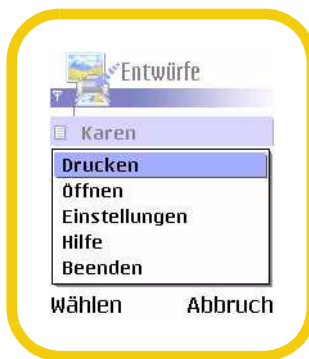 Entwürfe
Karen
Drucken
Öffnen
Einstellungen
Hilfe
Beenden
Wählen Abbruch